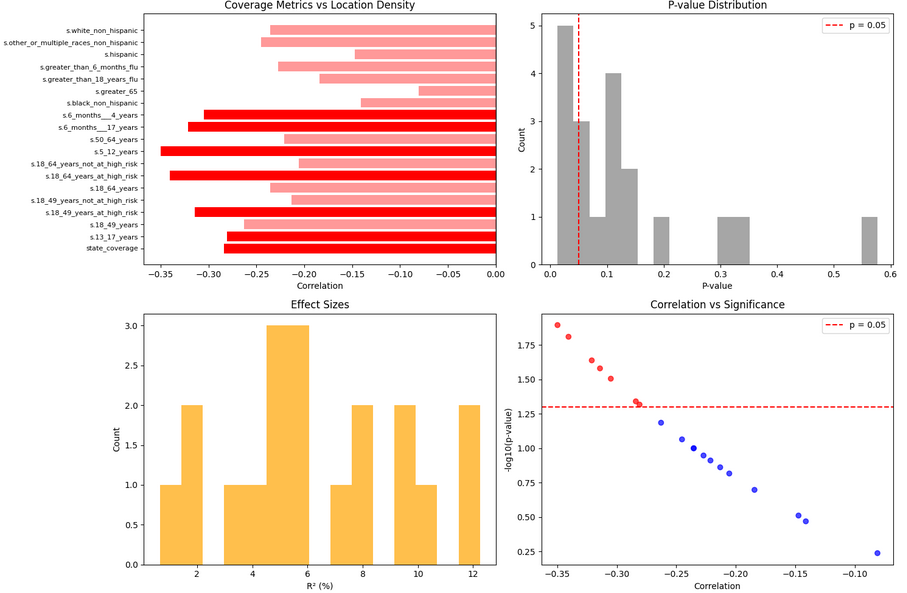 Coverage Metrics vs Location Density
s.white_non_hispanic
s.other_or_multiple_races_non_hispanic
s.hispanic
s.greater_than_6_months_flu
s.greater_than_18_years_flu
s.greater_65
s.black_non_hispanic
s.6_months___4_years
s.6_months___17_years
s.50_64_years
s.5_12_years
s.18_64_years_not_at_high_risk
s.18_64_years_at_high_risk
s.18_64_years
s.18_49_years_not_at_high_risk
s.18_49_years_at_high_risk
s.18_49_years
s.13_17_years
state_coverage
−0.35 −0.30 −0.25 −0.20 −0.15 −0.10 −0.05 0.00
Correlation
P-value Distribution
p = 0.05
5
4
3
2
1
0
Count
0.0 0.1 0.2 0.3 0.4 0.5 0.6
P-value
Effect Sizes
3.0
2.5
2.0
1.5
1.0
0.5
0.0
Count
2 4 6 8 10 12
R² (%)
Correlation vs Significance
p = 0.05
1.75
1.50
1.25
1.00
0.75
0.50
0.25
-log10(p-value)
−0.35 −0.30 −0.25 −0.20 −0.15 −0.10
Correlation